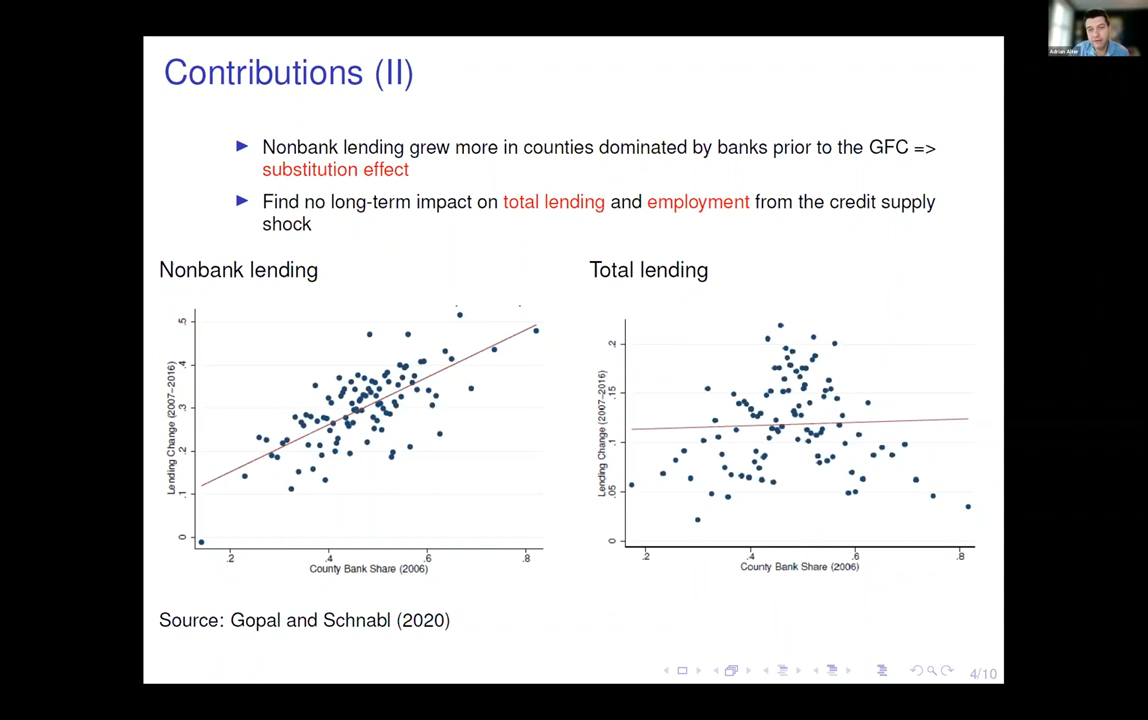 Contributions (II)
Nonbank lending grew more in counties dominated by banks prior to the GFC =>
substitution effect
Find no long-term impact on total lending and employment from the credit supply
shock
Nonbank lending
Total lending
Lending Change (2007-2016)
.5
.4
.3
.2
.1
0
.2
.4
.6
.8
County Bank Share (2006)
Lending Change (2007-2016)
.2
.15
.1
.05
0
.2
.4
.6
.8
County Bank Share (2006)
Source: Gopal and Schnabl (2020)
4/10
Adrian Alter